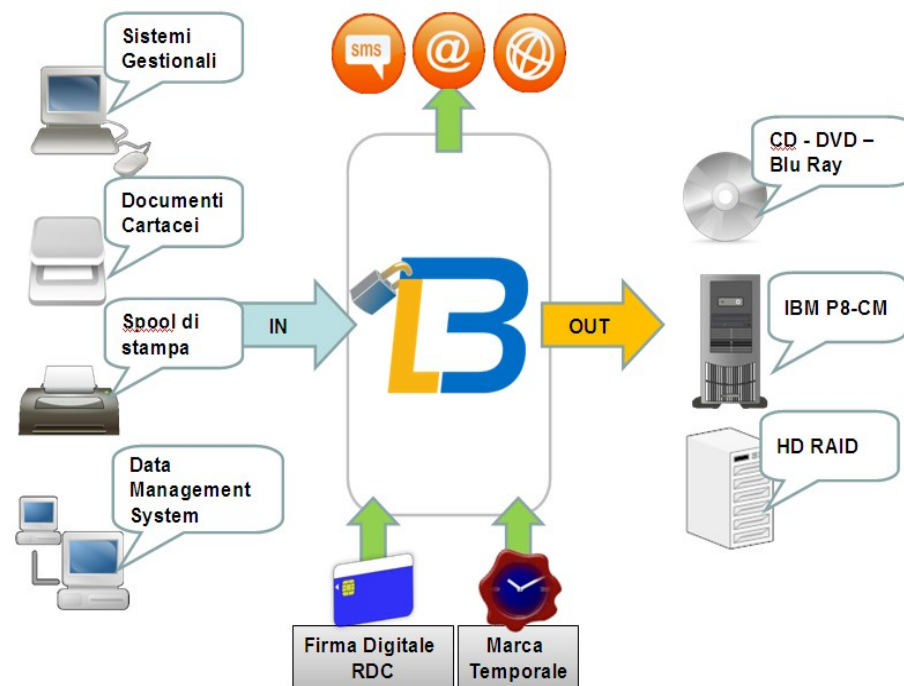 Sistemi
Gestionali
sms
@
CD - DVD –
Blu Ray
Documenti
Cartacei
Spool di
stampa
IN
LB
OUT
IBM P8-CM
HD RAID
Data
Management
System
Firma Digitale
RDC
Marca
Temporale